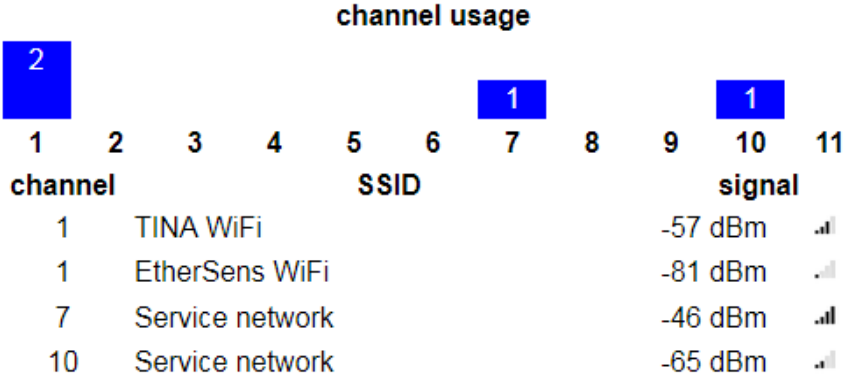 channel usage
2
1 1
1 2 3 4 5 6 7 8 9 10 11
channel SSID signal
1 TINA WiFi -57 dBm
1 EtherSens WiFi -81 dBm
7 Service network -46 dBm
10 Service network -65 dBm